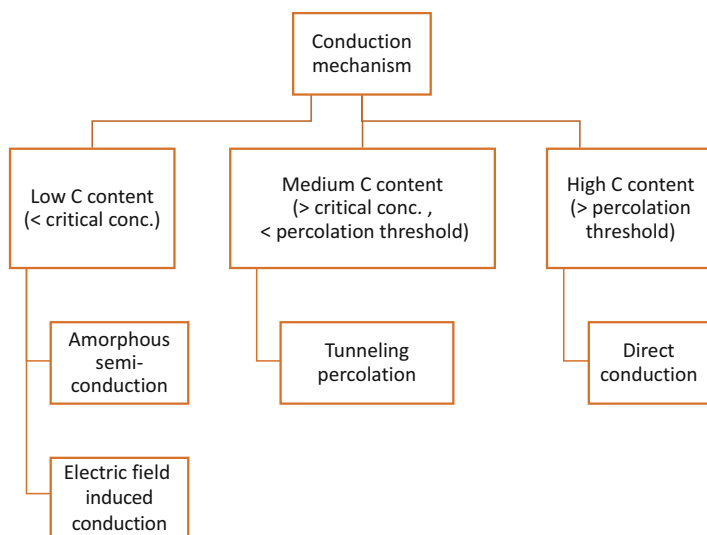 Conduction
mechanism
Low C content
(< critical conc.)
Medium C content
(> critical conc. ,
< percolation threshold)
High C content
(> percolation
threshold)
Amorphous
semi-
conduction
Tunneling
percolation
Direct
conduction
Electric field
induced
conduction